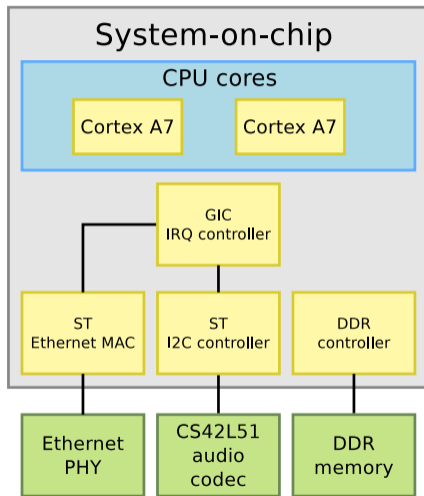 System-on-chip
CPU cores
Cortex A7
Cortex A7
GIC
IRQ controller
ST
Ethernet MAC
ST
I2C controller
DDR
controller
Ethernet
PHY
CS42L51
audio
codec
DDR
memory